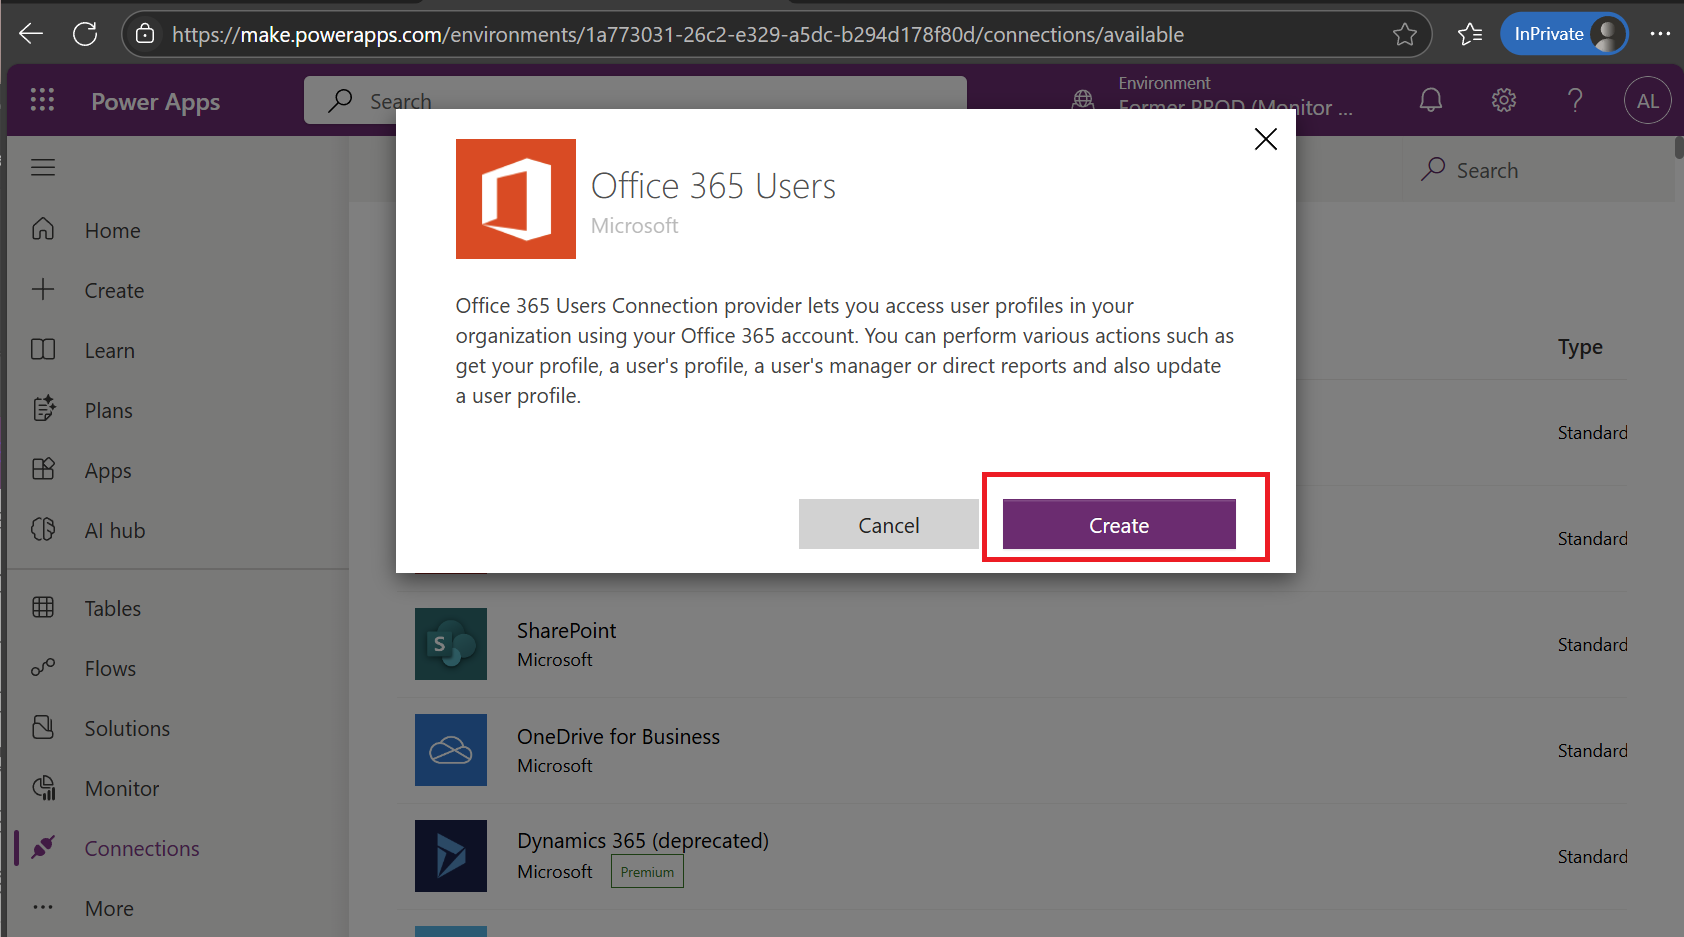 https://make.powerapps.com/environments/1a773031-26c2-e329-a5dc-b294d178f80d/connections/available
InPrivate
Power Apps
Search
Environment
Former PROD (Monitor ...
AL
Office 365 Users
Microsoft
Search
Home
Create
Learn
Plans
Apps
AI hub
Tables
Flows
Solutions
Monitor
Connections
More
Office 365 Users Connection provider lets you access user profiles in your
organization using your Office 365 account. You can perform various actions such as
get your profile, a user's profile, a user's manager or direct reports and also update
a user profile.
Cancel
Create
Type
Standard
Standard
SharePoint
Microsoft
Standard
OneDrive for Business
Microsoft
Standard
Dynamics 365 (deprecated)
Microsoft
Premium
Standard